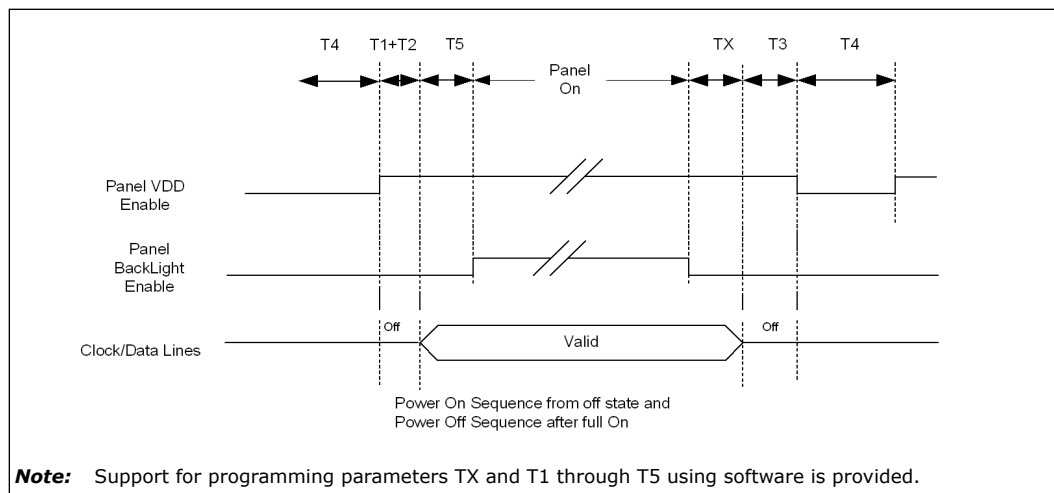 T4 T1+T2 T5 TX T3 T4
Panel
On
Panel VDD
Enable
Panel
BackLight
Enable
Off Off
Clock/Data Lines Valid
Power On Sequence from off state and
Power Off Sequence after full On
Note: Support for programming parameters TX and T1 through T5 using software is provided.